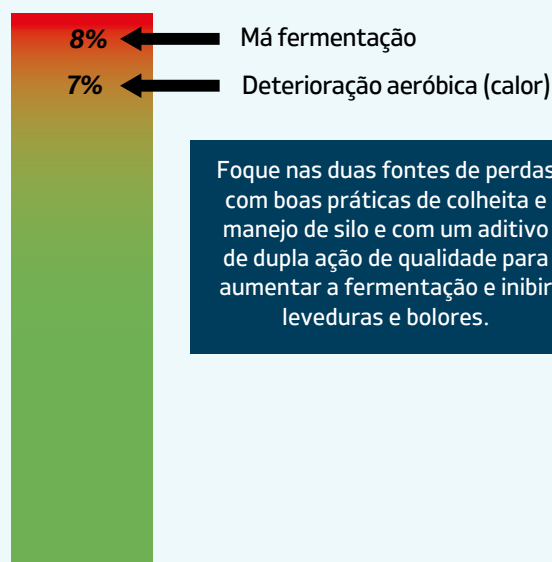 8% Má fermentação
7% Deterioração aeróbica (calor)
Foque nas duas fontes de perdas
com boas práticas de colheita e
manejo de silo e com um aditivo
de dupla ação de qualidade para
aumentar a fermentação e inibir
leveduras e bolores.